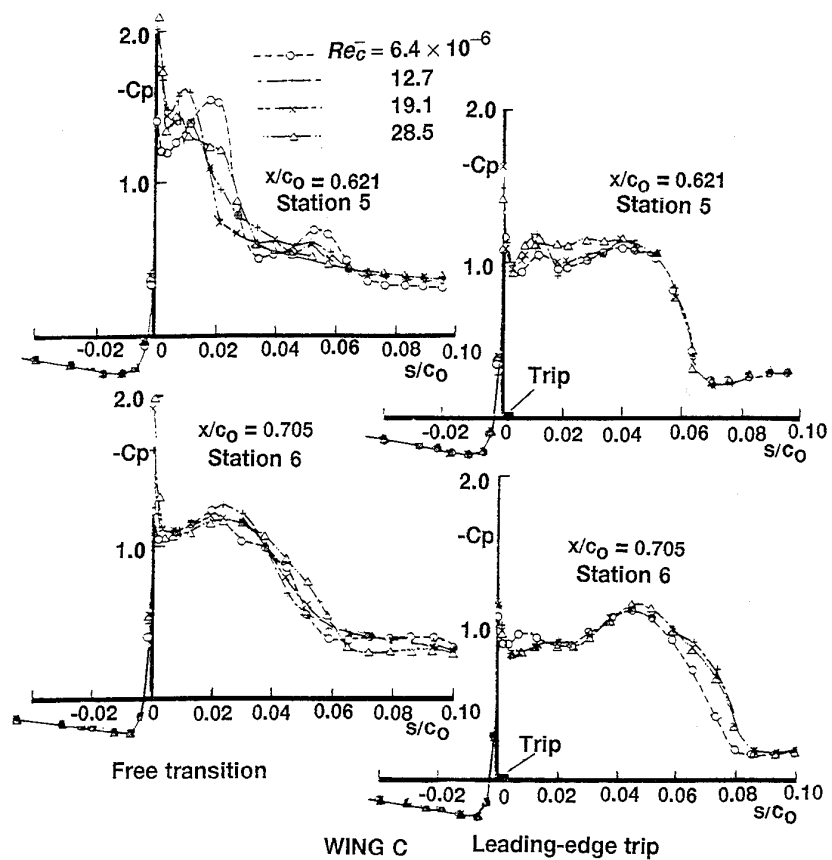 2.0
-Cp
1.0
Re_c̄ = 6.4 × 10⁻⁶
12.7
19.1
28.5
x/c₀ = 0.621
Station 5
-0.02 0 0.02 0.04 0.06 0.08 0.10
s/c₀
2.0
-Cp
1.0
x/c₀ = 0.621
Station 5
Trip
-0.02 0 0.02 0.04 0.06 0.08 0.10
s/c₀
2.0
-Cp
1.0
x/c₀ = 0.705
Station 6
-0.02 0 0.02 0.04 0.06 0.08 0.10
s/c₀
Free transition
2.0
-Cp
1.0
x/c₀ = 0.705
Station 6
Trip
-0.02 0 0.02 0.04 0.06 0.08 0.10
s/c₀
Leading-edge trip
WING C